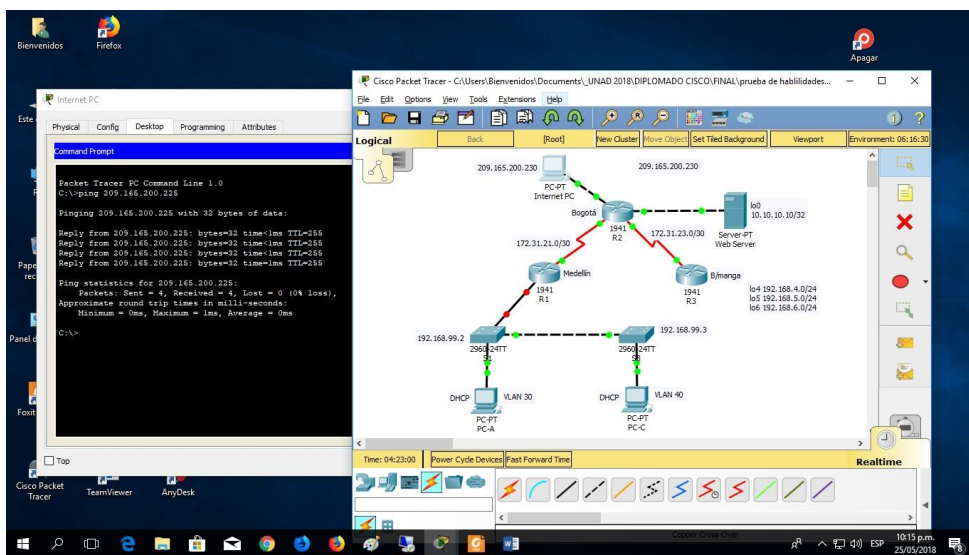 Bienvenidos
Firefox
Apagar
Este
Pape
rec
Panel d
Foxit
Cisco Packet
Tracer
TeamViewer
AnyDesk
Internet PC
Physical Config Desktop Programming Attributes
Command Prompt
Packet Tracer PC Command Line 1.0
C:\>ping 209.165.200.225
Pinging 209.165.200.225 with 32 bytes of data:
Reply from 209.165.200.225: bytes=32 time<1ms TTL=255
Reply from 209.165.200.225: bytes=32 time<1ms TTL=255
Reply from 209.165.200.225: bytes=32 time<1ms TTL=255
Reply from 209.165.200.225: bytes=32 time=1ms TTL=255
Ping statistics for 209.165.200.225:
Packets: Sent = 4, Received = 4, Lost = 0 (0% loss),
Approximate round trip times in milli-seconds:
Minimum = 0ms, Maximum = 1ms, Average = 0ms
C:\>
Top
Cisco Packet Tracer - C:\Users\Bienvenidos\Documents\_UNAD 2018\DIPLOMADO CISCO\FINAL\prueba de hablilidades...
File Edit Options View Tools Extensions Help
Logical Back [Root] New Cluster Move Object Set Tiled Background Viewport Environment: 06:16:30
209.165.200.230
209.165.200.230
PC-PT
Internet PC
Bogotá
1941
R2
lo0
10.10.10.10/32
Server-PT
Web Server
172.31.21.0/30
172.31.23.0/30
Medellín
1941
R1
B/manga
1941
R3
lo4 192.168.4.0/24
lo5 192.168.5.0/24
lo6 192.168.6.0/24
192.168.99.2
2960-24TT
S1
192.168.99.3
2960-24TT
S3
DHCP
VLAN 30
PC-PT
PC-A
DHCP
VLAN 40
PC-PT
PC-C
Time: 04:23:00 Power Cycle Devices Fast Forward Time Realtime
Copper Cross-Over
ESP
10:15 p.m.
25/05/2018